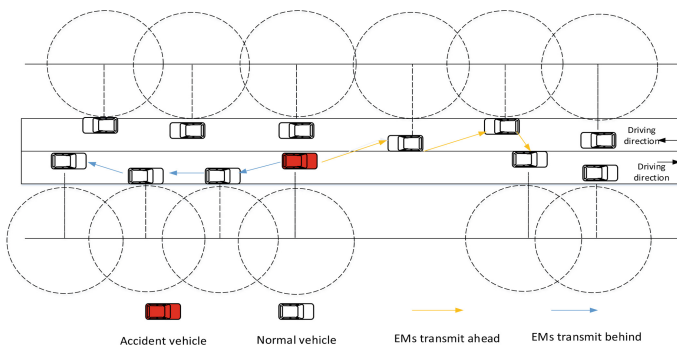 Driving
direction
Driving
direction
Accident vehicle
Normal vehicle
EMs transmit ahead
EMs transmit behind